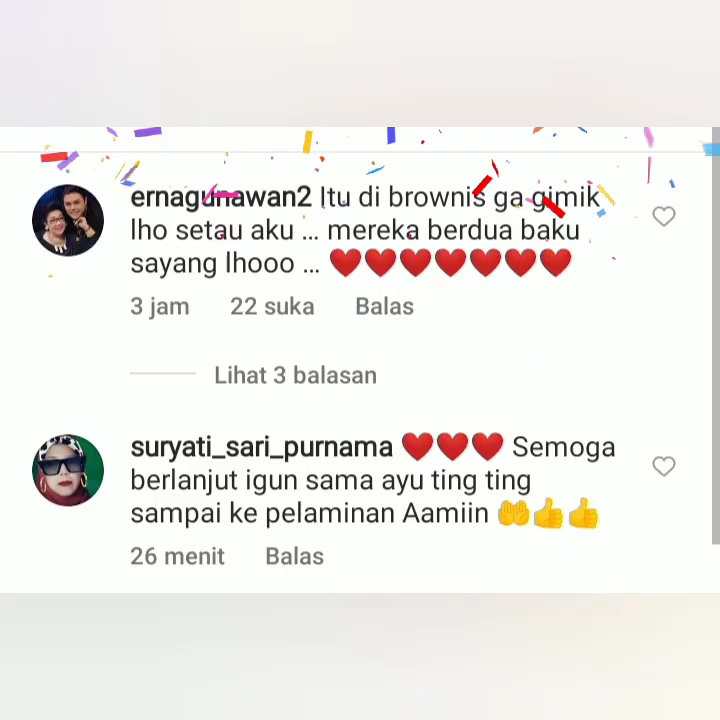 ernagunawan2 Itu di brownis ga gimik
lho setau aku ... mereka berdua baku
sayang lhooo ... ❤️❤️❤️❤️❤️❤️❤️
3 jam 22 suka Balas
Lihat 3 balasan
suryati_sari_purnama ❤️❤️❤️ Semoga
berlanjut igun sama ayu ting ting
sampai ke pelaminan Aamiin 🤲👍👍
26 menit Balas